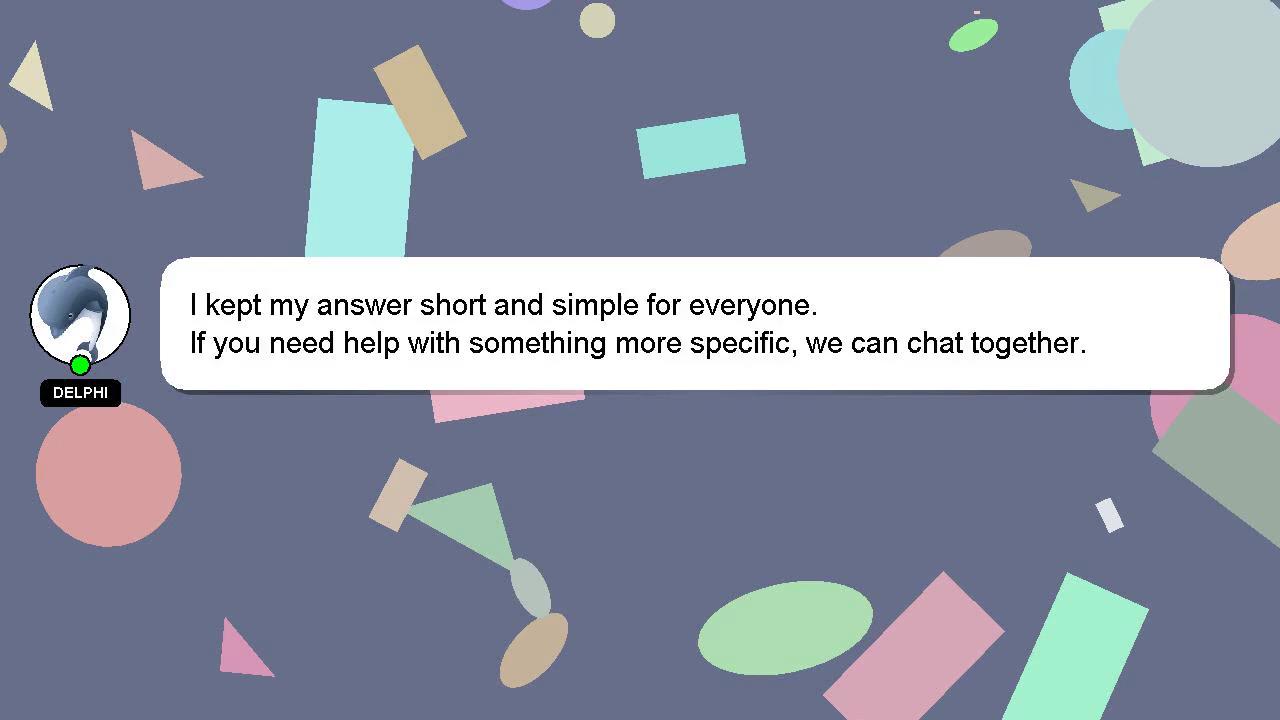 I kept my answer short and simple for everyone.
If you need help with something more specific, we can chat together.
DELPHI